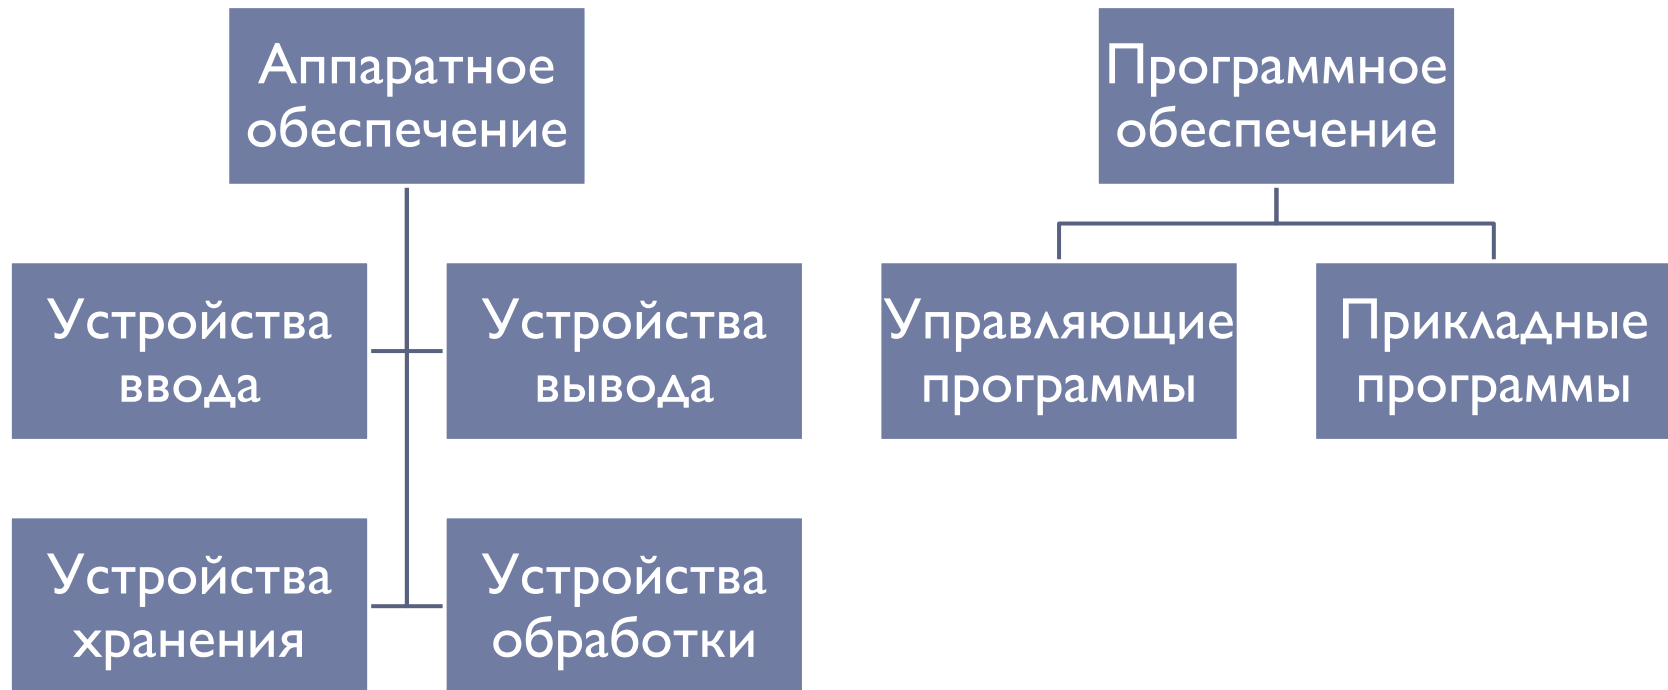 Аппаратное
обеспечение
Устройства
ввода
Устройства
вывода
Устройства
хранения
Устройства
обработки
Программное
обеспечение
Управляющие
программы
Прикладные
программы